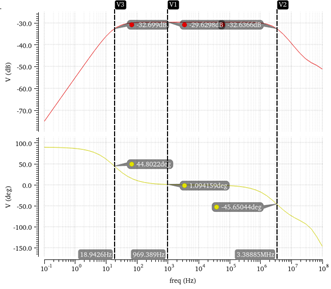 V3
V1
V2
-30.0
-32.699dB
-29.6298dB
-32.6366dB
-40.0
-50.0
-60.0
-70.0
V (dB)
100.0
50.0
44.8022deg
0.0
1.094159deg
-45.65044deg
-50.0
-100.0
-150.0
V (deg)
18.9426Hz
969.389Hz
3.38885MHz
10-1
100
101
102
103
104
105
106
107
108
freq (Hz)